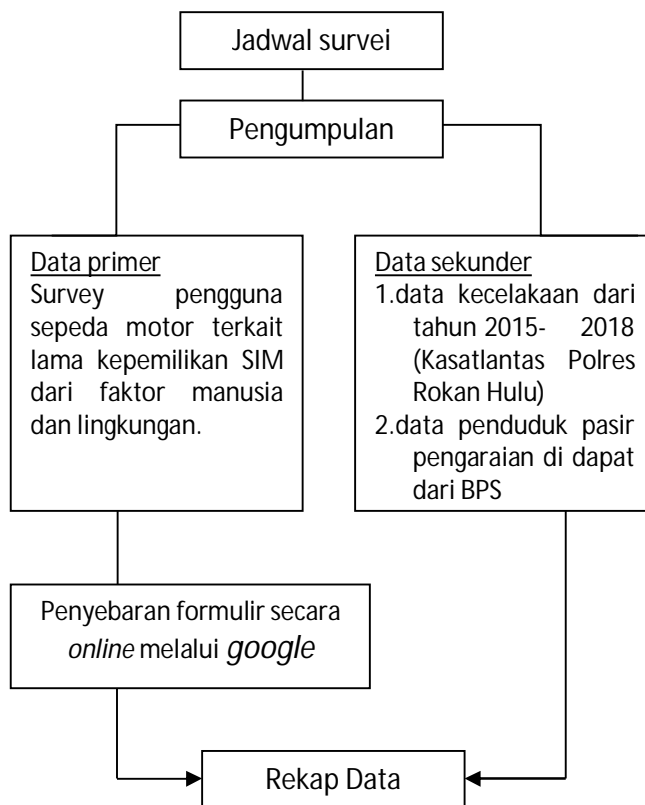 Jadwal survei
Pengumpulan
Data primer
Survey pengguna
sepeda motor terkait
lama kepemilikan SIM
dari faktor manusia
dan lingkungan.
Data sekunder
1.data kecelakaan dari
tahun 2015- 2018
(Kasatlantas Polres
Rokan Hulu)
2.data penduduk pasir
pengaraian di dapat
dari BPS
Penyebaran formulir secara
online melalui google
Rekap Data